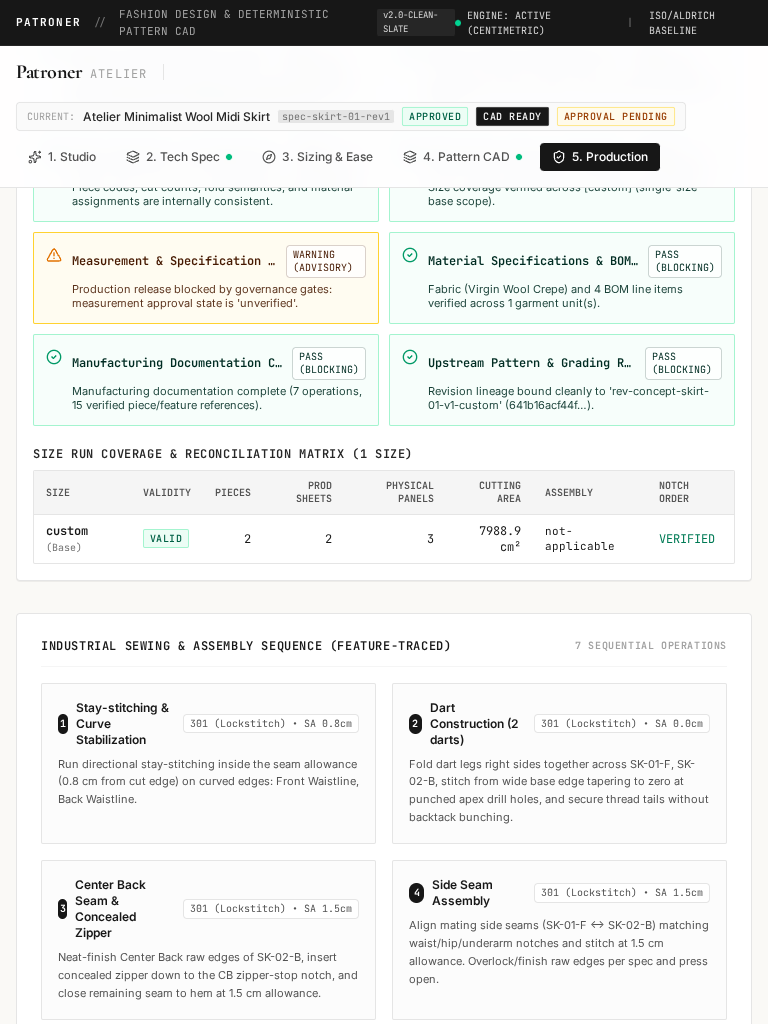 PATRONER // FASHION DESIGN & DETERMINISTIC PATTERN CAD v2.0-CLEAN-SLATE ENGINE: ACTIVE (CENTIMETRIC) | ISO/ALDRICH BASELINE
Patroner ATELIER
CURRENT: Atelier Minimalist Wool Midi Skirt spec-skirt-01-rev1 APPROVED CAD READY APPROVAL PENDING
1. Studio 2. Tech Spec 3. Sizing & Ease 4. Pattern CAD 5. Production
Piece codes, cut counts, fold semantics, and material
assignments are internally consistent.
Size coverage verified across [custom] (single-size
base scope).
Measurement & Specification … WARNING (ADVISORY)
Production release blocked by governance gates:
measurement approval state is 'unverified'.
Material Specifications & BOM… PASS (BLOCKING)
Fabric (Virgin Wool Crepe) and 4 BOM line items
verified across 1 garment unit(s).
Manufacturing Documentation C… PASS (BLOCKING)
Manufacturing documentation complete (7 operations,
15 verified piece/feature references).
Upstream Pattern & Grading R… PASS (BLOCKING)
Revision lineage bound cleanly to 'rev-concept-skirt-
01-v1-custom' (641b16acf44f…).
SIZE RUN COVERAGE & RECONCILIATION MATRIX (1 SIZE)
SIZE VALIDITY PIECES PROD SHEETS PHYSICAL PANELS CUTTING AREA ASSEMBLY NOTCH ORDER
custom (Base) VALID 2 2 3 7988.9 cm² not-applicable VERIFIED
INDUSTRIAL SEWING & ASSEMBLY SEQUENCE (FEATURE-TRACED) 7 SEQUENTIAL OPERATIONS
1 Stay-stitching & Curve Stabilization 301 (Lockstitch) • SA 0.8cm
Run directional stay-stitching inside the seam allowance
(0.8 cm from cut edge) on curved edges: Front Waistline,
Back Waistline.
2 Dart Construction (2 darts) 301 (Lockstitch) • SA 0.0cm
Fold dart legs right sides together across SK-01-F, SK-
02-B, stitch from wide base edge tapering to zero at
punched apex drill holes, and secure thread tails without
backtack bunching.
3 Center Back Seam & Concealed Zipper 301 (Lockstitch) • SA 1.5cm
Neat-finish Center Back raw edges of SK-02-B, insert
concealed zipper down to the CB zipper-stop notch, and
close remaining seam to hem at 1.5 cm allowance.
4 Side Seam Assembly 301 (Lockstitch) • SA 1.5cm
Align mating side seams (SK-01-F ↔ SK-02-B) matching
waist/hip/underarm notches and stitch at 1.5 cm
allowance. Overlock/finish raw edges per spec and press
open.